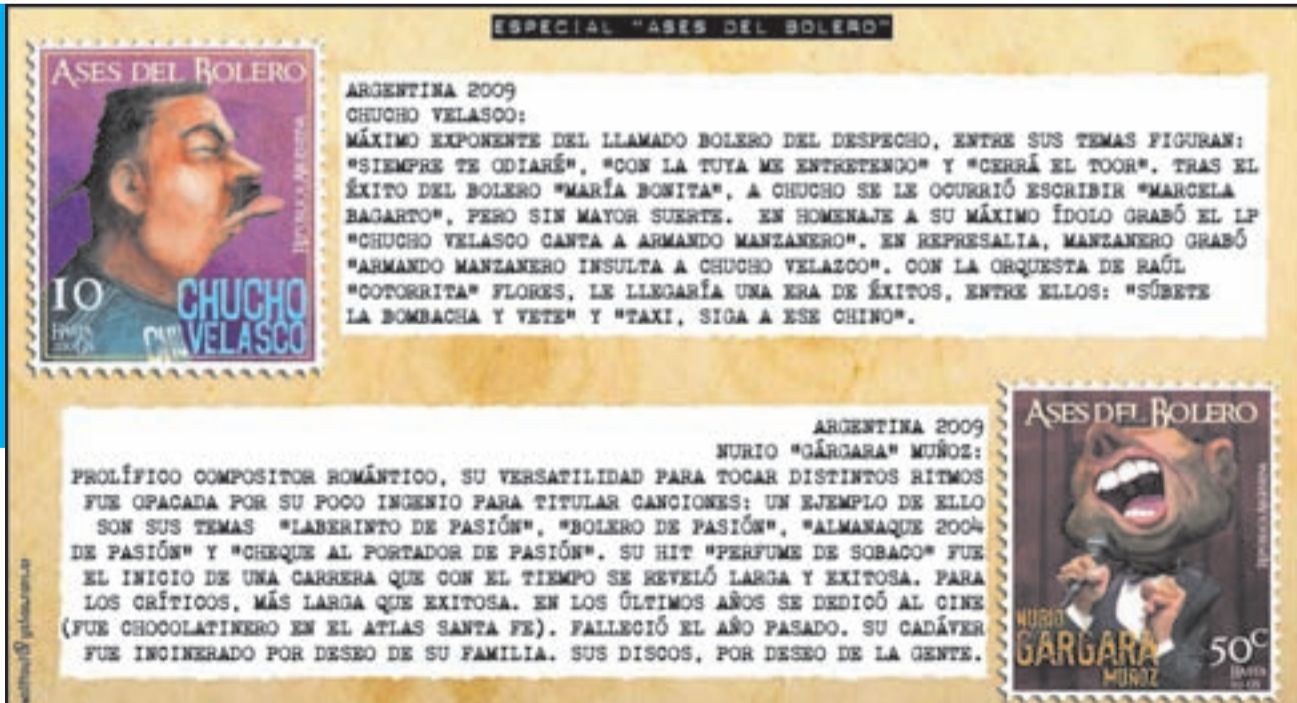 ESPECIAL "ASES DEL BOLERO"
ASES DEL BOLERO
10
CHUCHO
VELASCO
ARGENTINA 2009
CHUCHO VELASCO:
MÁXIMO EXPONENTE DEL LLAMADO BOLERO DEL DESPECHO, ENTRE SUS TEMAS FIGURAN:
"SIEMPRE TE ODIARÉ", "CON LA TUYA ME ENTRETENGO" Y "CERRÁ EL TOOR". TRAS EL
ÉXITO DEL BOLERO "MARÍA BONITA", A CHUCHO SE LE OCURRIÓ ESCRIBIR "MARCELA
BAGARTO", PERO SIN MAYOR SUERTE. EN HOMENAJE A SU MÁXIMO ÍDOLO GRABÓ EL LP
"CHUCHO VELASCO CANTA A ARMANDO MANZANERO". EN REPRESALIA, MANZANERO GRABÓ
"ARMANDO MANZANERO INSULTA A CHUCHO VELAZCO". CON LA ORQUESTA DE RAÚL
"COTORRITA" FLORES, LE LLEGARÍA UNA ERA DE ÉXITOS, ENTRE ELLOS: "SÚBETE
LA BOMBACHA Y VETE" Y "TAXI, SIGA A ESE CHINO".
ARGENTINA 2009
NURIO "GÁRGARA" MUÑOZ:
PROLÍFICO COMPOSITOR ROMÁNTICO, SU VERSATILIDAD PARA TOCAR DISTINTOS RITMOS
FUE OPACADA POR SU POCO INGENIO PARA TITULAR CANCIONES: UN EJEMPLO DE ELLO
SON SUS TEMAS "LABERINTO DE PASIÓN", "BOLERO DE PASIÓN", "ALMANAQUE 2004
DE PASIÓN" Y "CHEQUE AL PORTADOR DE PASIÓN". SU HIT "PERFUME DE SOBACO" FUE
EL INICIO DE UNA CARRERA QUE CON EL TIEMPO SE REVELÓ LARGA Y EXITOSA. PARA
LOS CRÍTICOS, MÁS LARGA QUE EXITOSA. EN LOS ÚLTIMOS AÑOS SE DEDICÓ AL CINE
(FUE CHOCOLATINERO EN EL ATLAS SANTA FE). FALLECIÓ EL AÑO PASADO. SU CADÁVER
FUE INCINERADO POR DESEO DE SU FAMILIA. SUS DISCOS, POR DESEO DE LA GENTE.
ASES DEL BOLERO
NURIO
GARGARA
MUÑOZ
50C